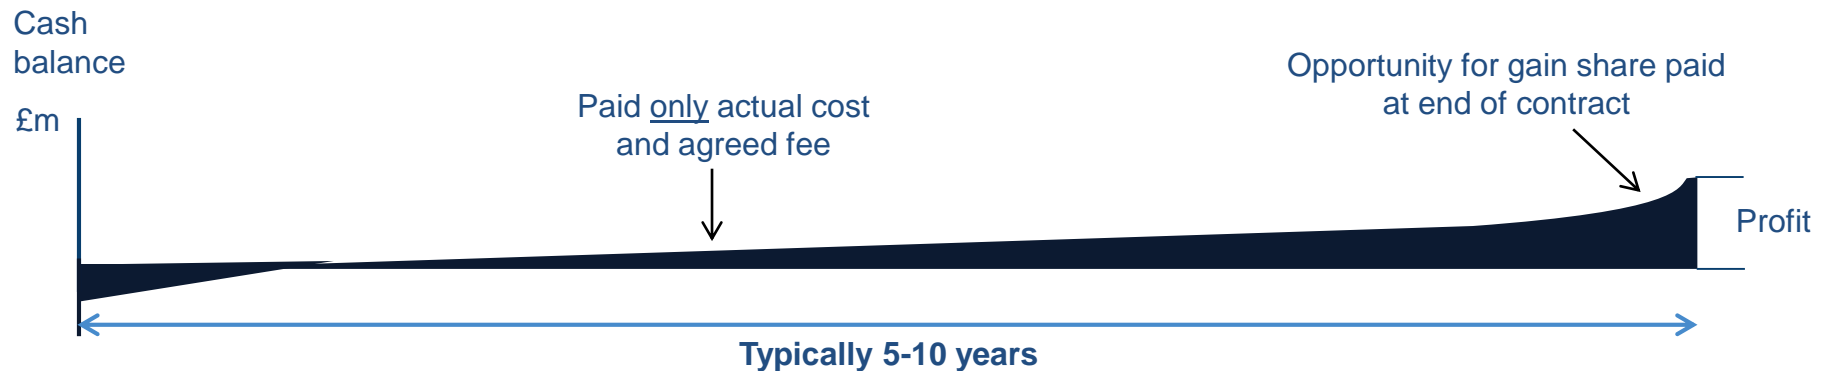 Cash
balance
£m
Paid only actual cost
and agreed fee
Opportunity for gain share paid
at end of contract
Profit
Typically 5-10 years